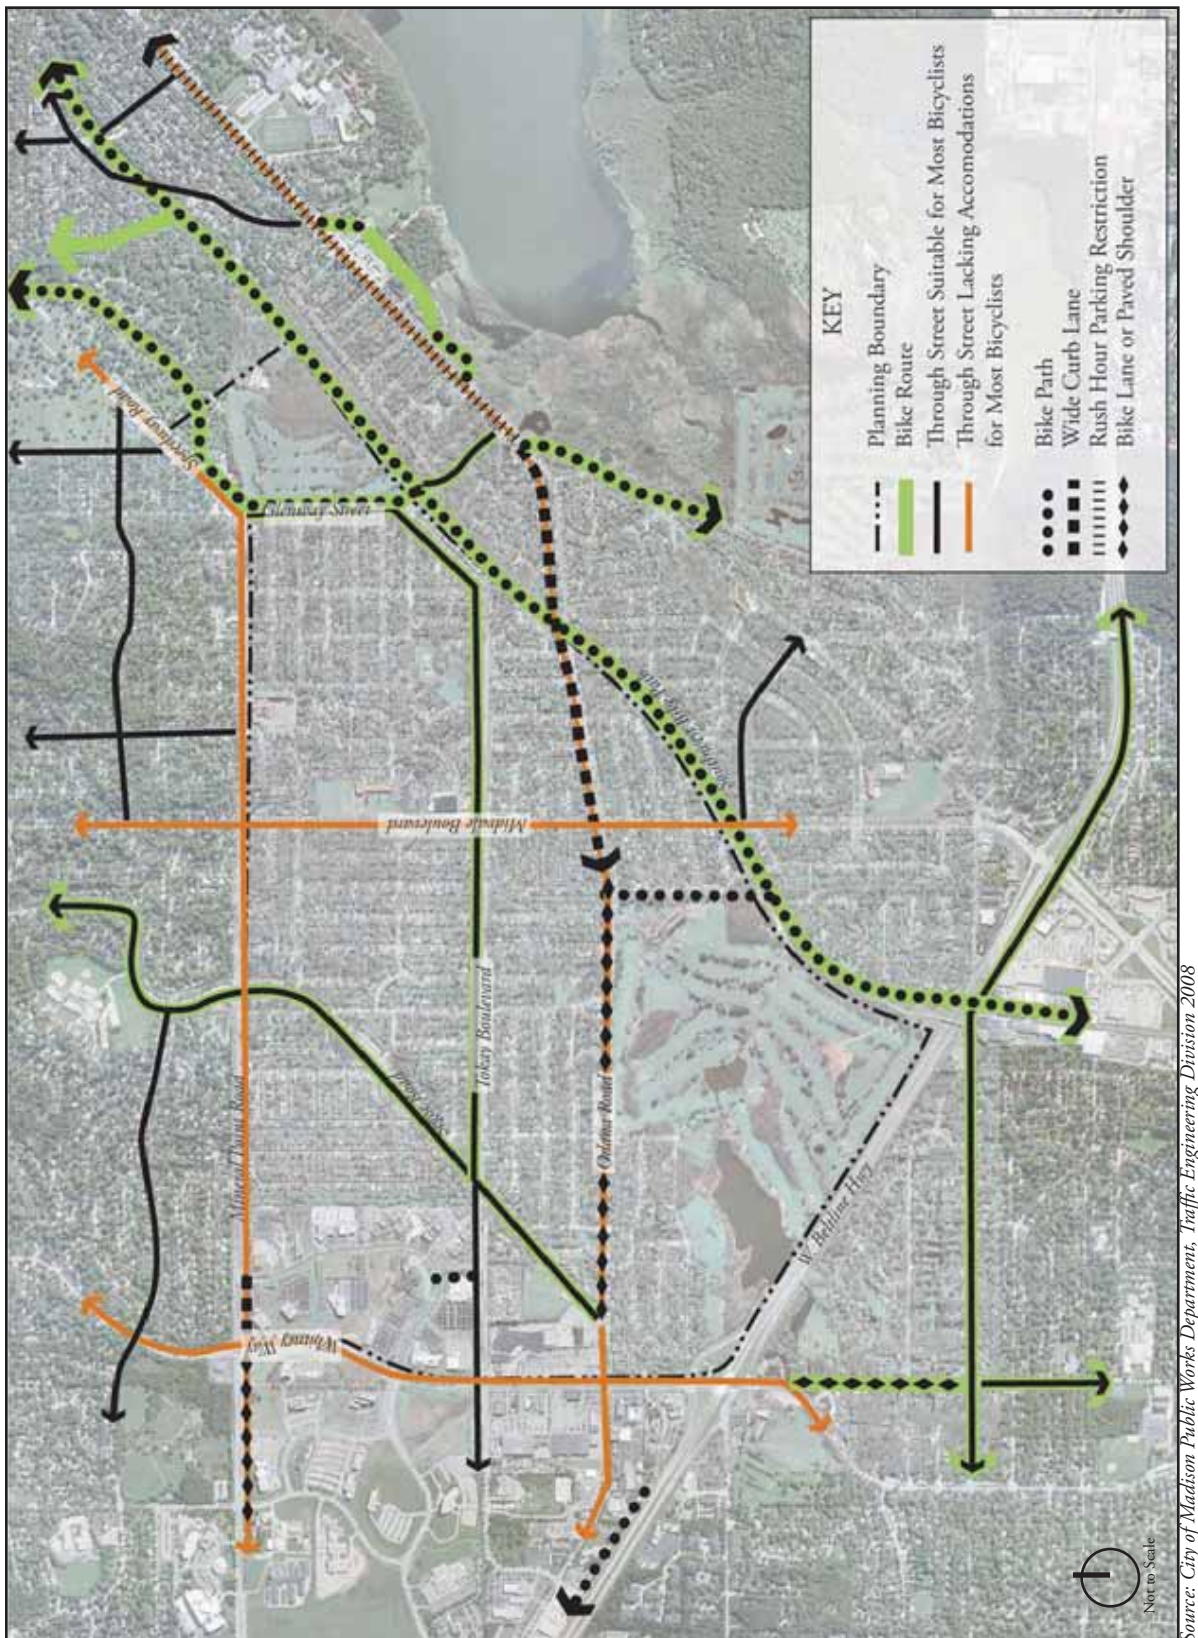 KEY
Planning Boundary
Bike Route
Through Street Suitable for Most Bicyclists
Through Street Lacking Accomodations
for Most Bicyclists
Bike Path
Wide Curb Lane
Rush Hour Parking Restriction
Bike Lane or Paved Shoulder
Speedway Road
Glenway Street
Mineral Point Road
Midvale Boulevard
Tokay Boulevard
Odana Road
Whitney Way
W. Beltline Hwy
Not to Scale
Source: City of Madison Public Works Department, Traffic Engineering Division 2008